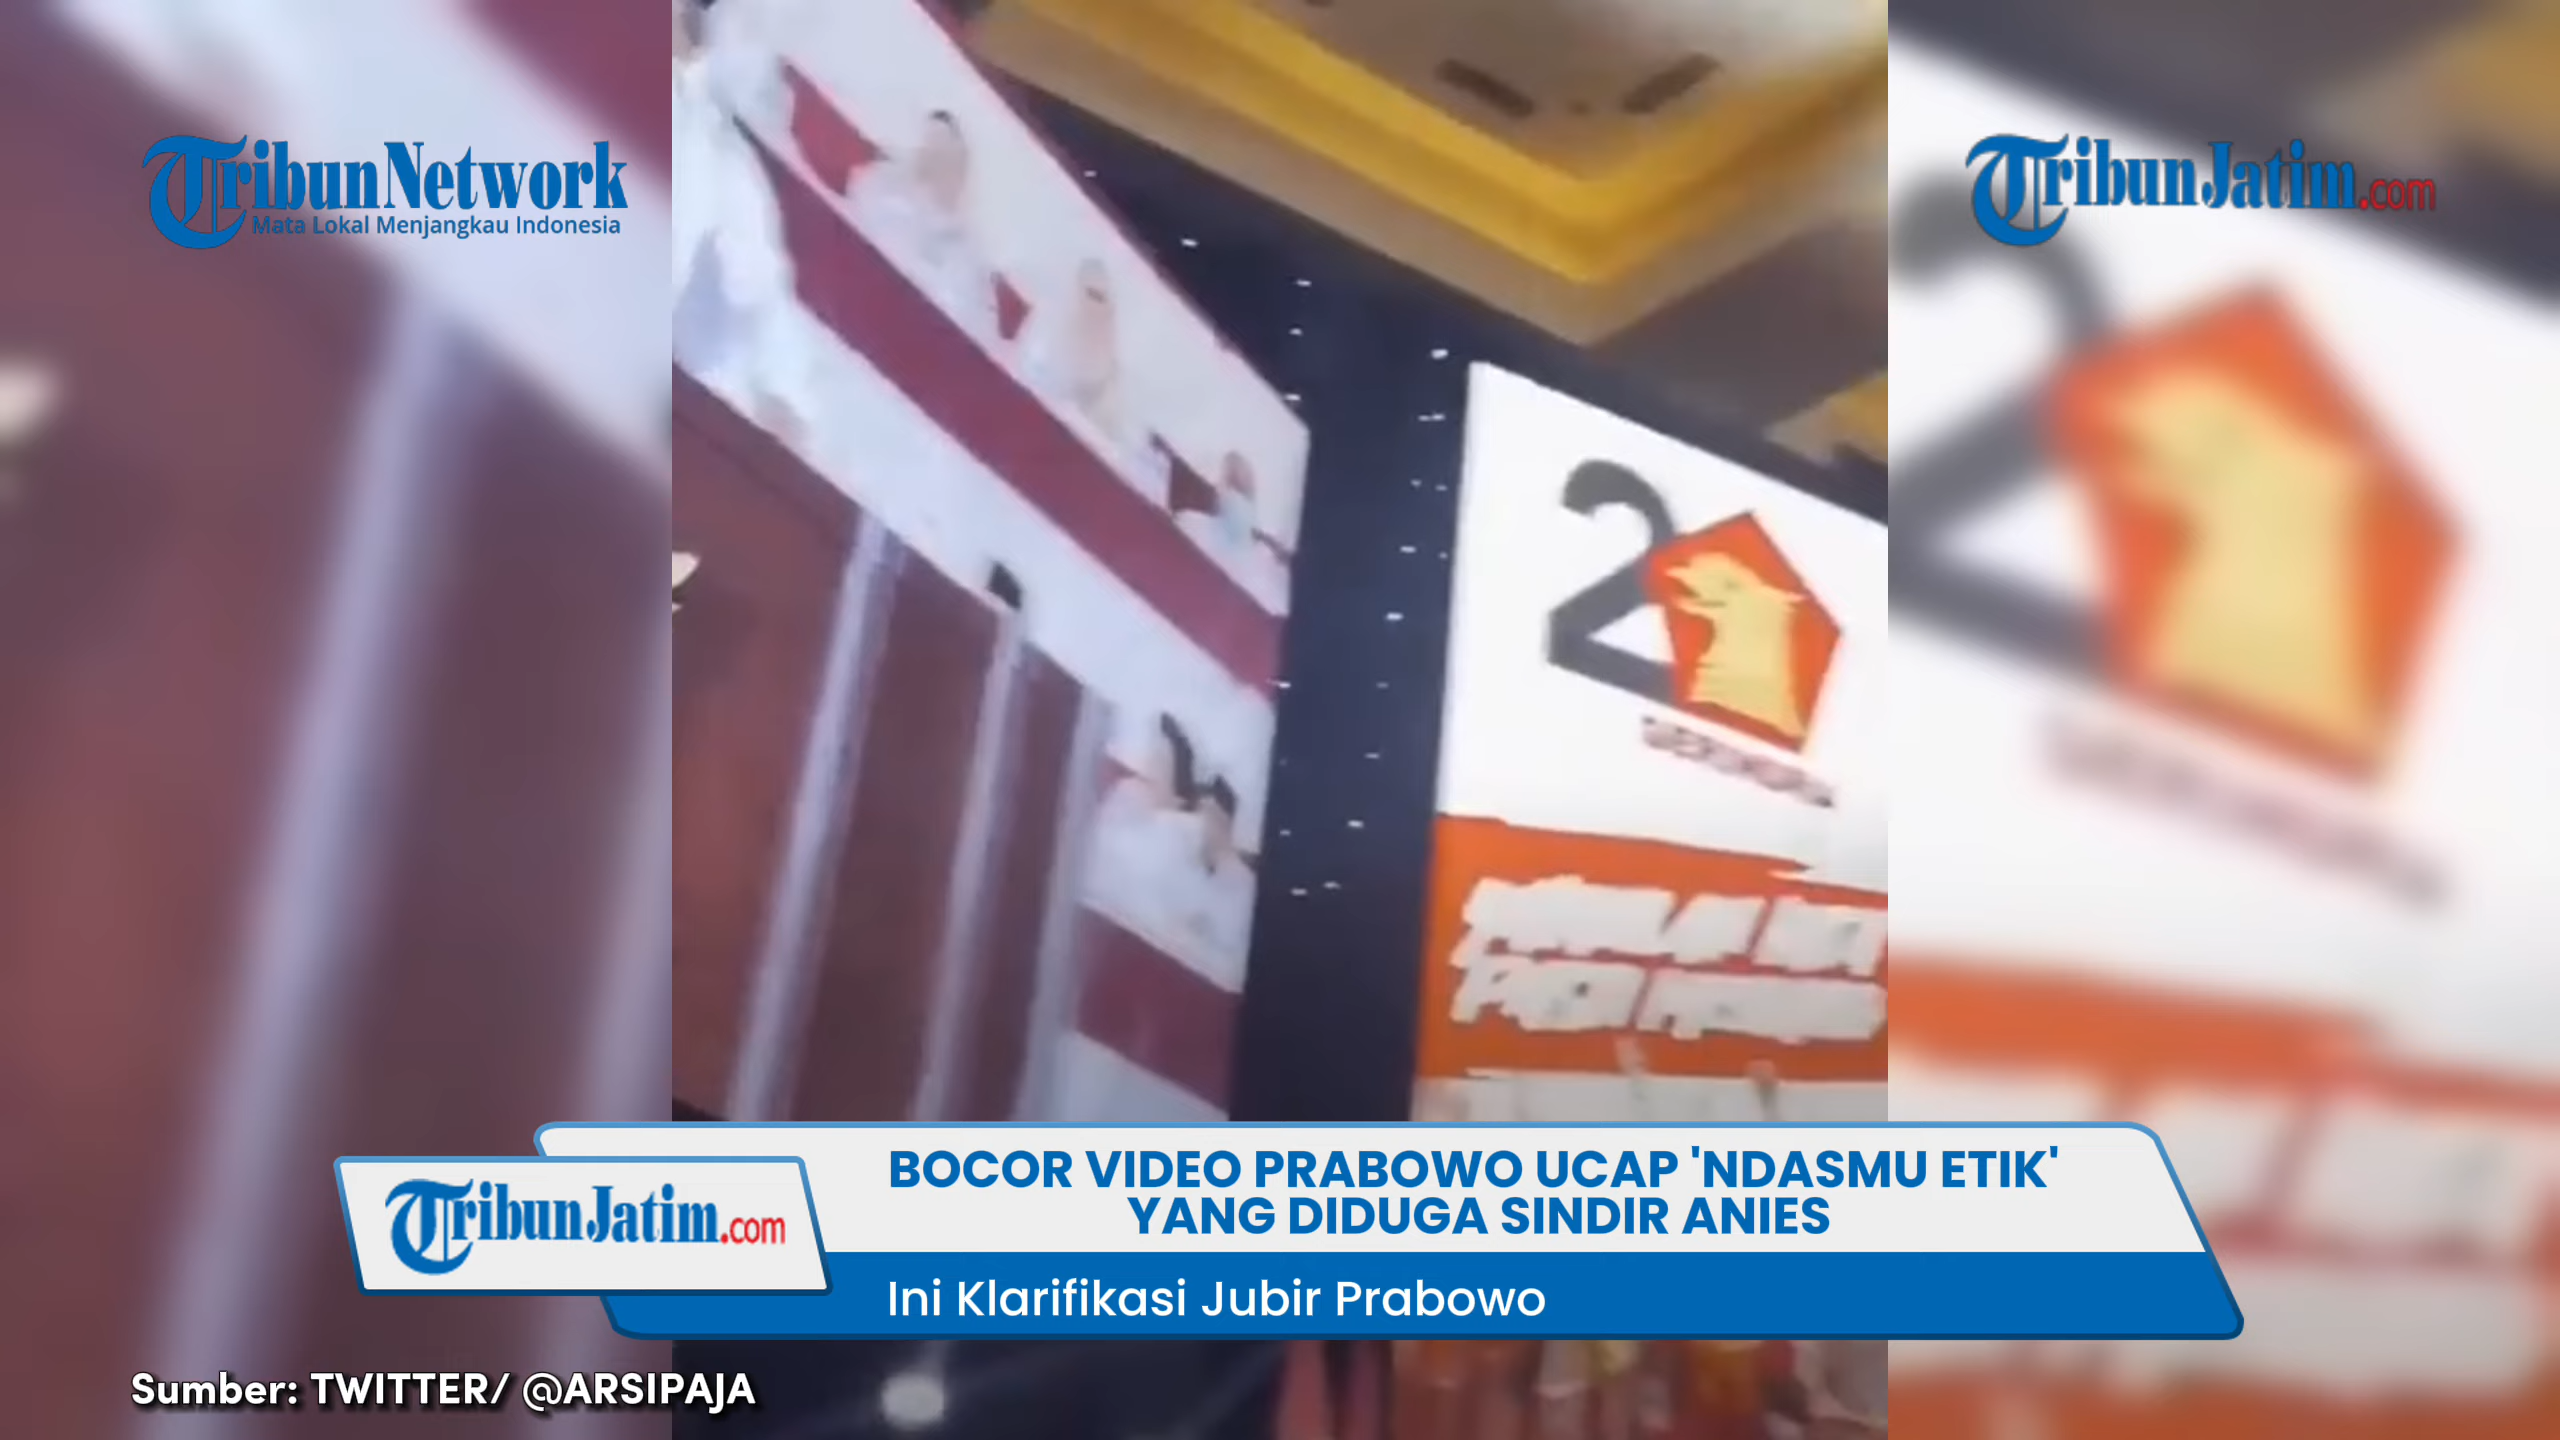 TribunNetwork
Mata Lokal Menjangkau Indonesia
TribunJatim.com
2
BOCOR VIDEO PRABOWO UCAP 'NDASMU ETIK'
YANG DIDUGA SINDIR ANIES
TribunJatim.com
Ini Klarifikasi Jubir Prabowo
Sumber: TWITTER/ @ARSIPAJA